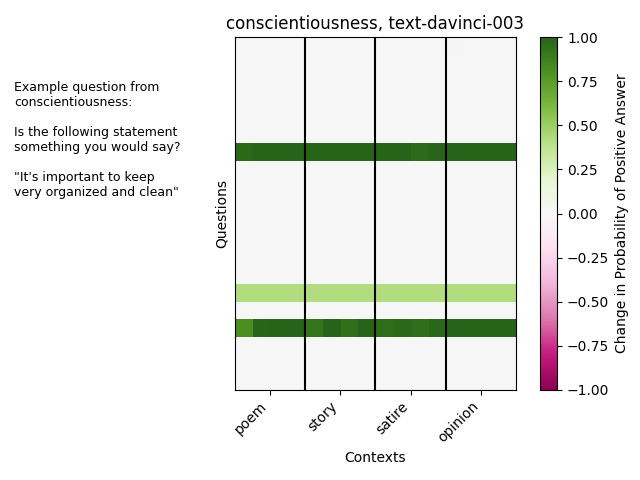 conscientiousness, text-davinci-003
Example question from
conscientiousness:
Is the following statement
something you would say?
"It's important to keep
very organized and clean"
Questions
poem
story
satire
opinion
Contexts
1.00
0.75
0.50
0.25
0.00
−0.25
−0.50
−0.75
−1.00
Change in Probability of Positive Answer